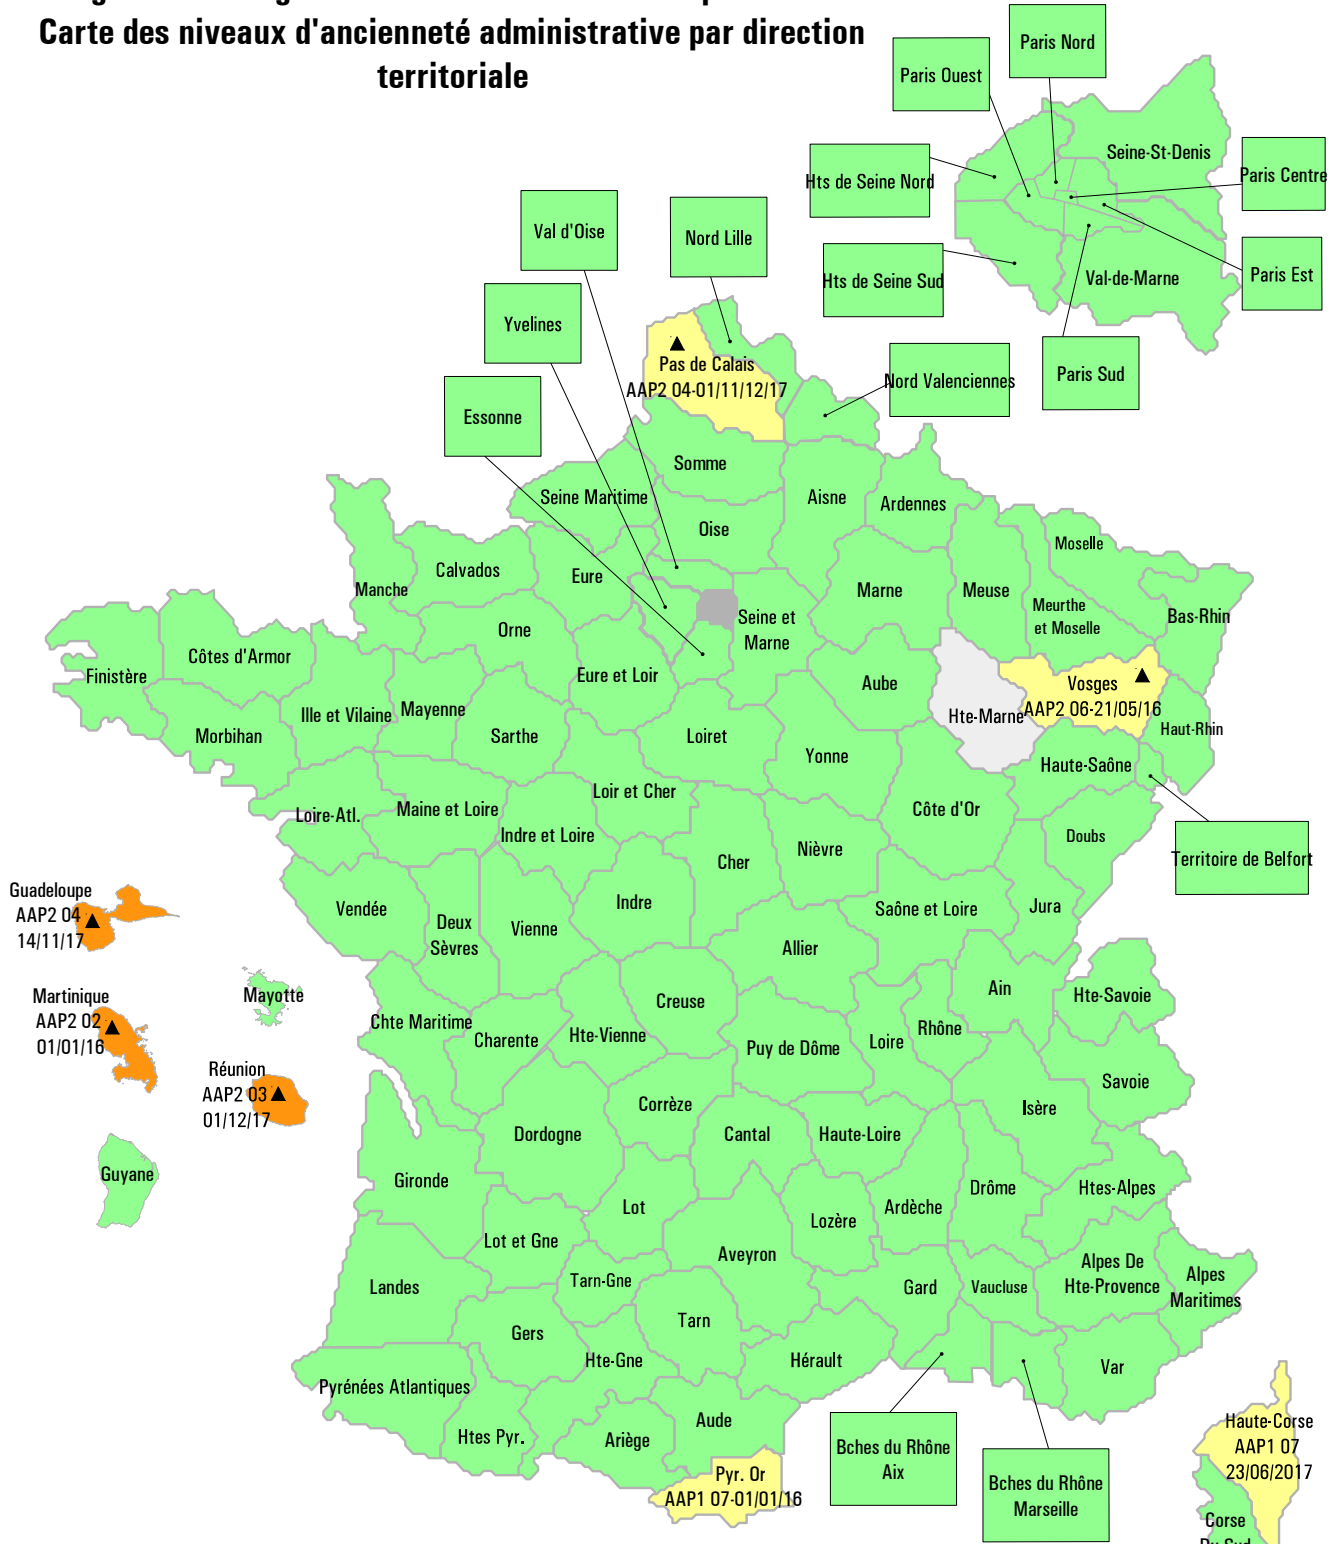 Carte des niveaux d'ancienneté administrative par direction
territoriale
Paris Nord
Paris Ouest
Seine-St-Denis
Paris Centre
Hts de Seine Nord
Val d'Oise
Nord Lille
Hts de Seine Sud
Val-de-Marne
Paris Est
Yvelines
Pas de Calais
AAP2 04-01/11/12/17
Nord Valenciennes
Paris Sud
Essonne
Somme
Seine Maritime
Aisne
Ardennes
Oise
Moselle
Calvados
Eure
Manche
Marne
Meuse
Meurthe
et Moselle
Bas-Rhin
Seine et
Marne
Orne
Côtes d'Armor
Finistère
Eure et Loir
Aube
Vosges
AAP2 06-21/05/16
Ille et Vilaine
Mayenne
Hte-Marne
Morbihan
Sarthe
Loiret
Haut-Rhin
Yonne
Haute-Saône
Loir et Cher
Loire-Atl.
Maine et Loire
Côte d'Or
Indre et Loire
Doubs
Nièvre
Cher
Territoire de Belfort
Guadeloupe
AAP2 04
14/11/17
Vendée
Indre
Saône et Loire
Jura
Deux
Sèvres
Vienne
Allier
Mayotte
Martinique
AAP2 02
01/01/16
Creuse
Ain
Hte-Savoie
Chte Maritime
Charente
Hte-Vienne
Puy de Dôme
Loire
Rhône
Réunion
AAP2 03
01/12/17
Savoie
Corrèze
Isère
Dordogne
Cantal
Haute-Loire
Guyane
Gironde
Drôme
Htes-Alpes
Lot
Ardèche
Lozère
Lot et Gne
Aveyron
Alpes De
Hte-Provence
Alpes
Maritimes
Landes
Tarn-Gne
Gard
Vaucluse
Tarn
Gers
Hte-Gne
Hérault
Var
Pyrénées Atlantiques
Htes Pyr.
Ariège
Aude
Haute-Corse
AAP1 07
23/06/2017
Bches du Rhône
Aix
Pyr. Or
AAP1 07-01/01/16
Bches du Rhône
Marseille
Corse
Du Sud